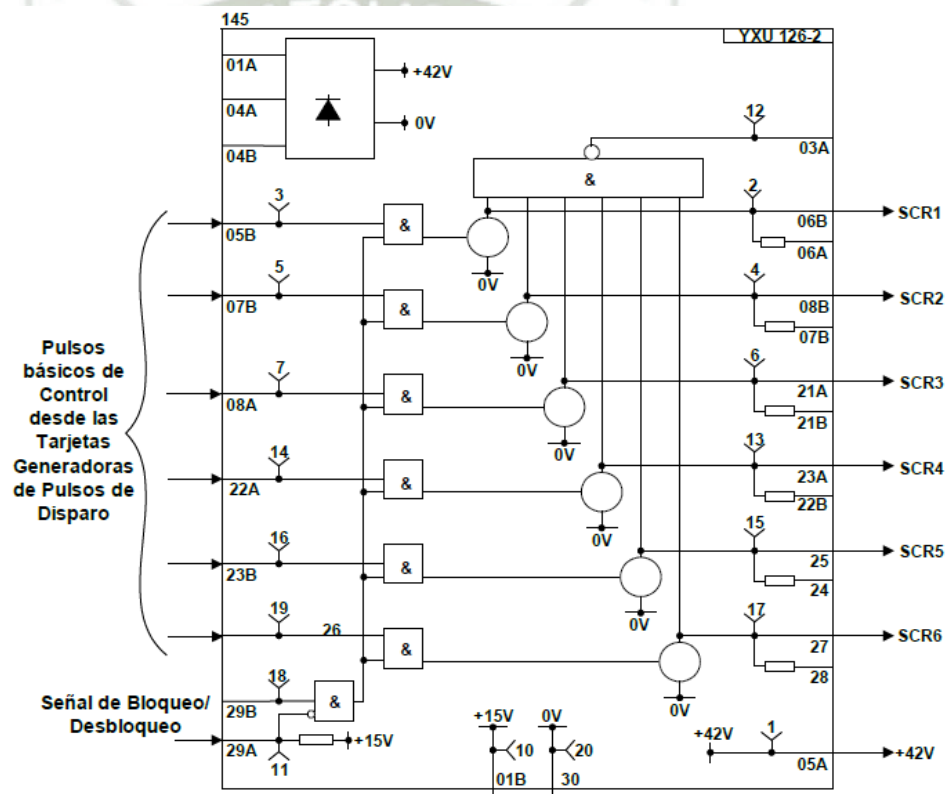 145
YXU 126-2
01A
+42V
04A
0V
04B
12
03A
&
3
05B
&
0V
2
06B
06A
SCR1
5
07B
&
0V
4
08B
07B
SCR2
Pulsos
básicos de
Control
desde las
Tarjetas
Generadoras
de Pulsos de
Disparo
7
08A
&
0V
6
21A
21B
SCR3
14
22A
&
0V
13
23A
22B
SCR4
16
23B
&
0V
15
25
24
SCR5
19
26
&
0V
17
27
28
SCR6
Señal de Bloqueo/
Desbloqueo
18
29B
&
29A
11
+15V
+15V
10
01B
0V
20
30
+42V
1
05A
+42V